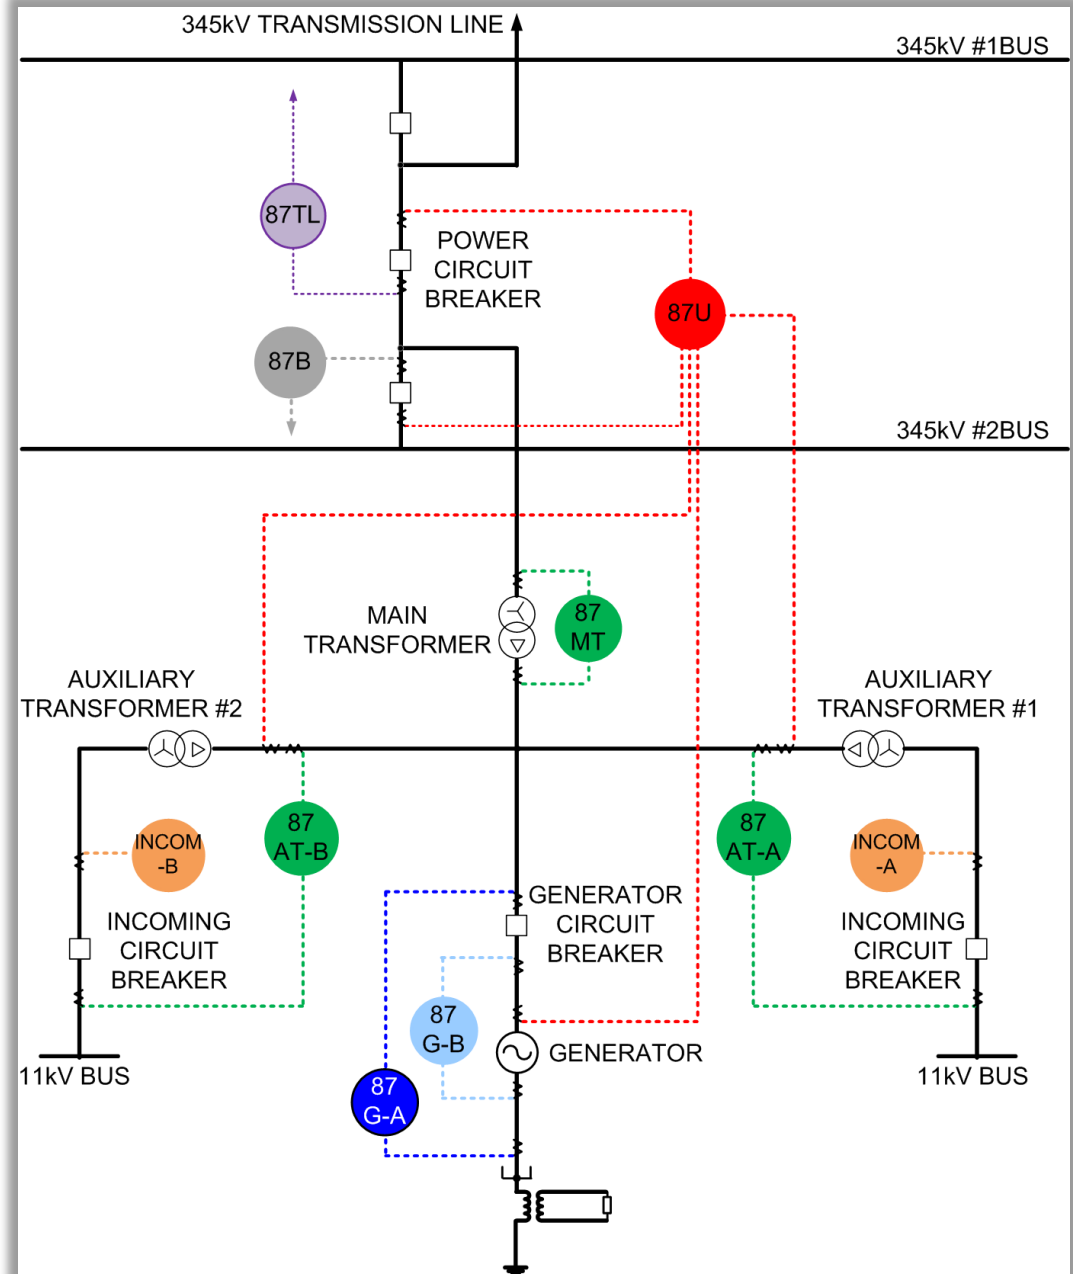 345kV TRANSMISSION LINE
345kV #1BUS
87TL
POWER
CIRCUIT
BREAKER
87U
87B
345kV #2BUS
MAIN
TRANSFORMER
87
MT
AUXILIARY
TRANSFORMER #2
AUXILIARY
TRANSFORMER #1
INCOM
-B
87
AT-B
87
AT-A
INCOM
-A
INCOMING
CIRCUIT
BREAKER
GENERATOR
CIRCUIT
BREAKER
INCOMING
CIRCUIT
BREAKER
87
G-B
GENERATOR
11kV BUS
87
G-A
11kV BUS